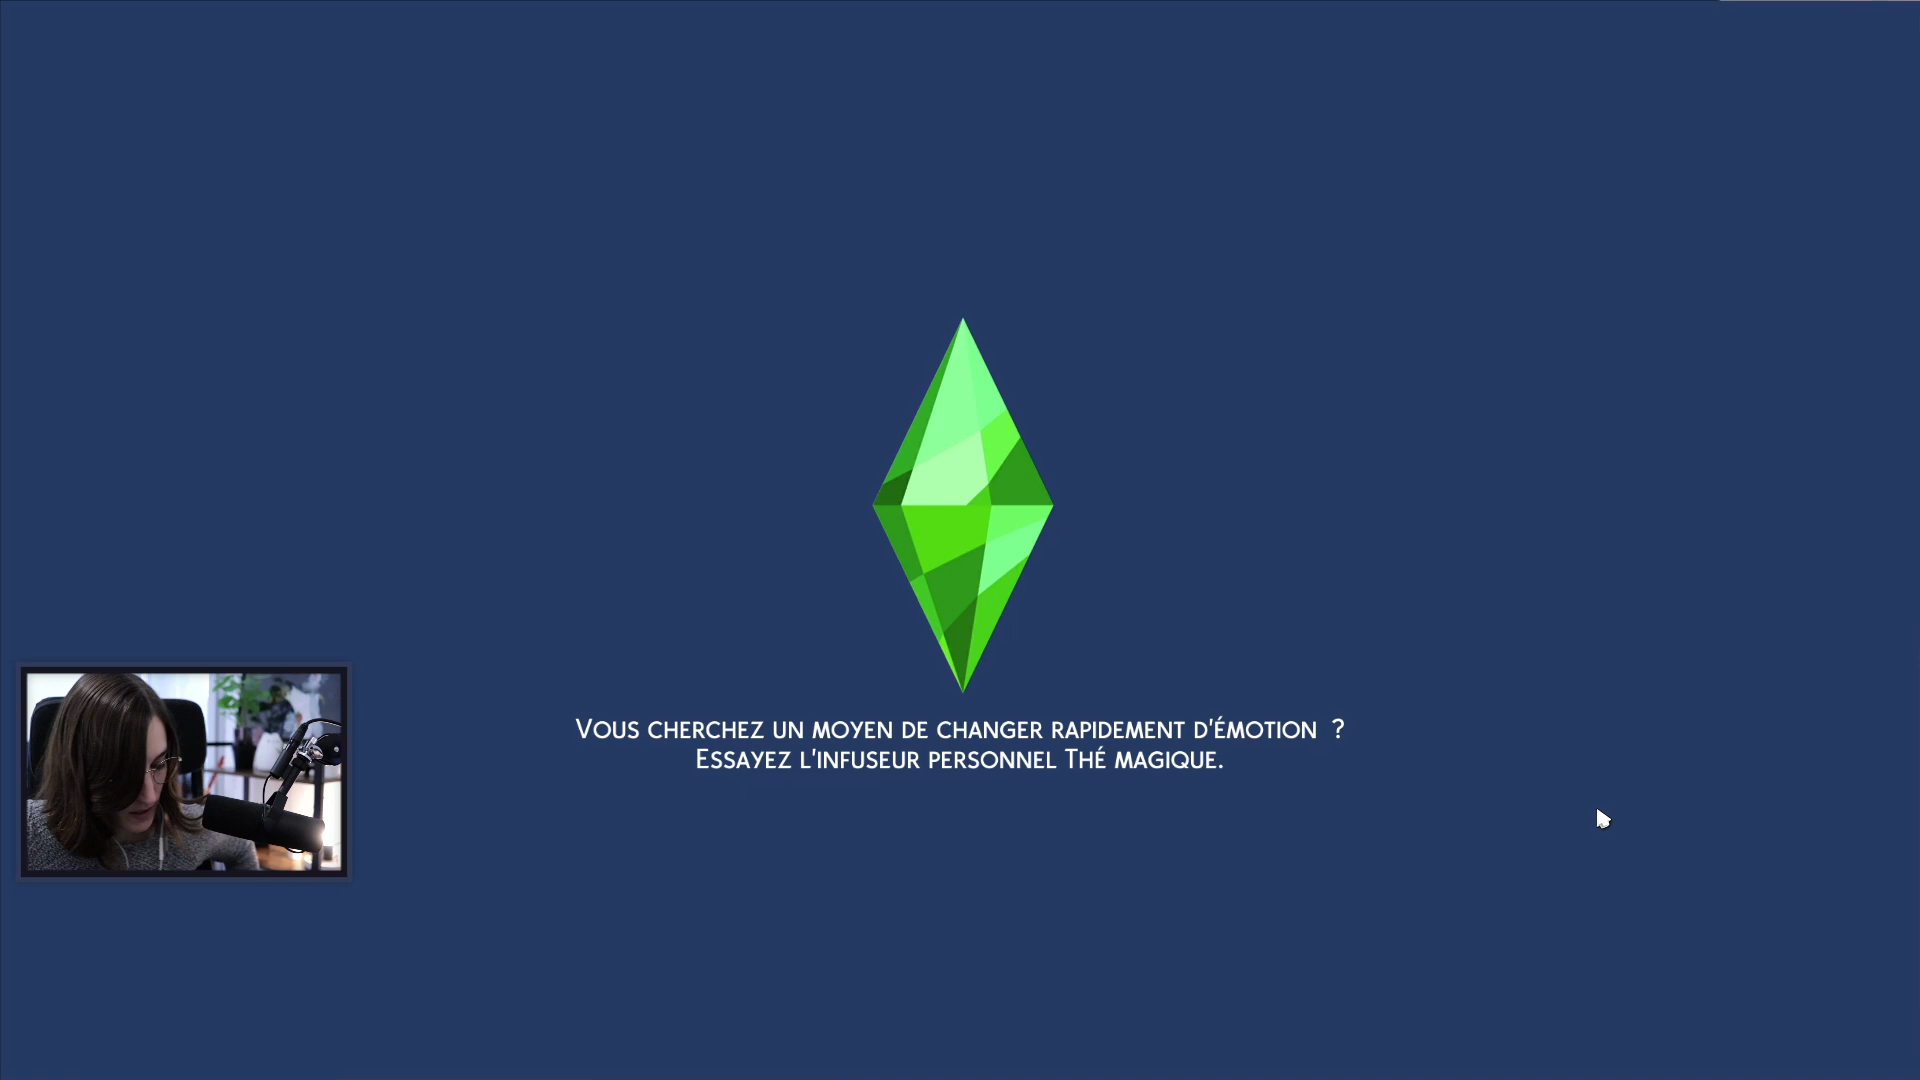 Vous cherchez un moyen de changer rapidement d'émotion  ?
Essayez l'infuseur personnel Thé magique.